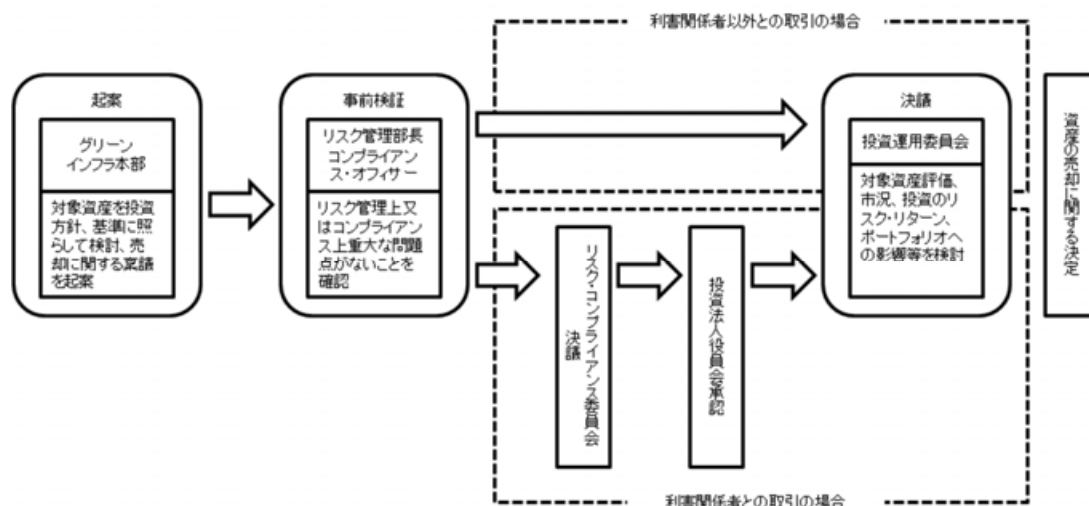 利害関係者以外との取引の場合
起案
グリーン
インフラ本部
対象資産を投資
方針、基準に照
らして検討、売
却に関する稟議
を起案
事前検証
リスク管理部長
コンプライアン
ス・オフィサー
リスク管理上又
はコンプライアン
ス上重大な問題
点がないことを
確認
リスク・コンプライアンス委員会
決議
投資法人役員会承認
決議
投資運用委員会
対象資産評価、
市況、投資のリ
スク・リターン、
ポートフォリオへ
の影響等を検討
資産の売却に関する決定
利害関係者との取引の場合